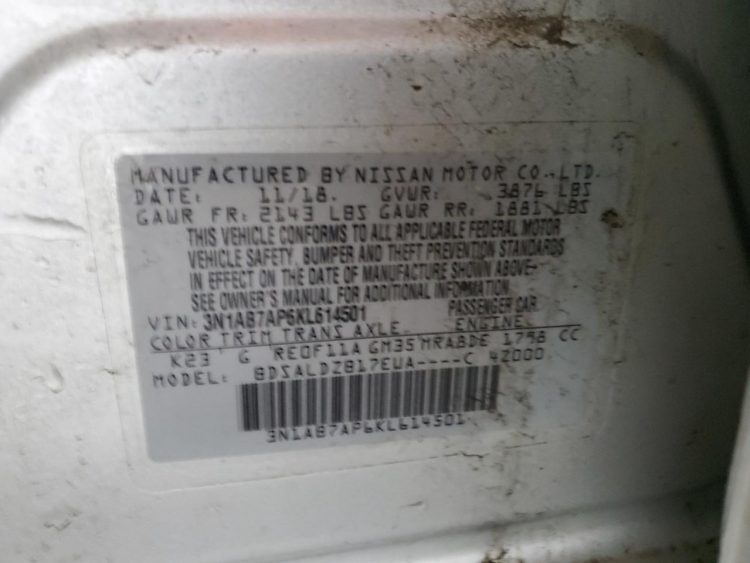 MANUFACTURED BY NISSAN MOTOR CO., LTD.
DATE: 11/18. GVWR: 3876 LBS
GAWR FR: 2143 LBS GAWR RR: 1881 LBS
THIS VEHICLE CONFORMS TO ALL APPLICABLE FEDERAL MOTOR
VEHICLE SAFETY, BUMPER AND THEFT PREVENTION STANDARDS
IN EFFECT ON THE DATE OF MANUFACTURE SHOWN ABOVE
SEE OWNER'S MANUAL FOR ADDITIONAL INFORMATION.
VIN: 3N1AB7AP6KL614501 PASSENGER CAR
COLOR TRIM TRANS AXLE ENGINE
K23 G RE0F11A GM35 MRA8DE 1798 CC
MODEL: BDSALDZB17EUA----C 42000
3N1AB7AP6KL614501